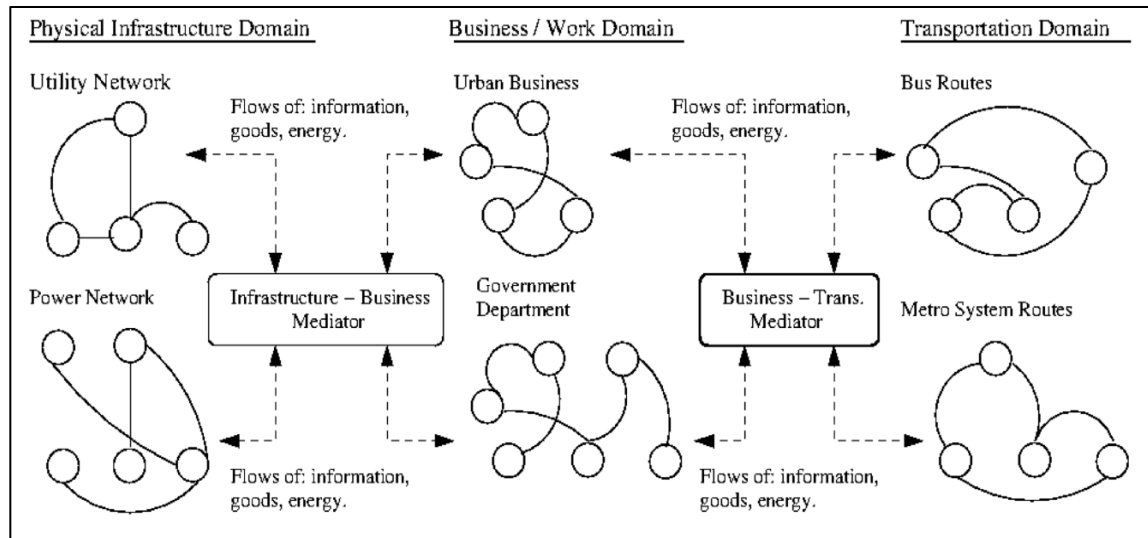 Physical Infrastructure Domain
Business / Work Domain
Transportation Domain
Utility Network
Flows of: information,
goods, energy.
Urban Business
Flows of: information,
goods, energy.
Bus Routes
Power Network
Infrastructure – Business
Mediator
Government
Department
Business – Trans.
Mediator
Metro System Routes
Flows of: information,
goods, energy.
Flows of: information,
goods, energy.